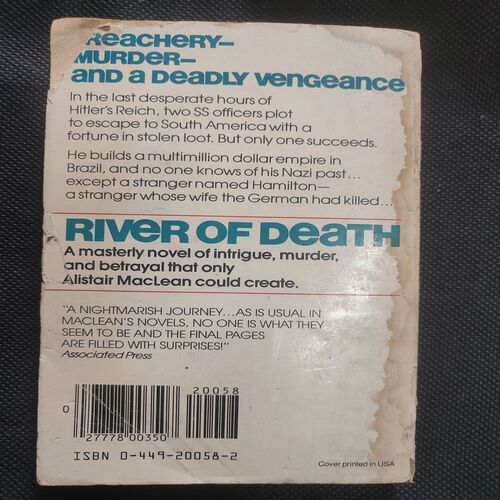 REACHERY—
MURDER—
AND A DEADLY VENGEANCE
In the last desperate hours of
Hitler's Reich, two SS officers plot
to escape to South America with a
fortune in stolen loot. But only one succeeds.
He builds a multimillion dollar empire in
Brazil, and no one knows of his Nazi past...
except a stranger named Hamilton—
a stranger whose wife the German had killed...
RIVER OF DEATH
A masterly novel of intrigue, murder,
and betrayal that only
Alistair MacLean could create.
"A NIGHTMARISH JOURNEY...AS IS USUAL IN
MACLEAN'S NOVELS, NO ONE IS WHAT THEY
SEEM TO BE AND THE FINAL PAGES
ARE FILLED WITH SURPRISES!"
Associated Press
20058
0
27778 00350
ISBN 0-449-20058-2
Cover printed in USA